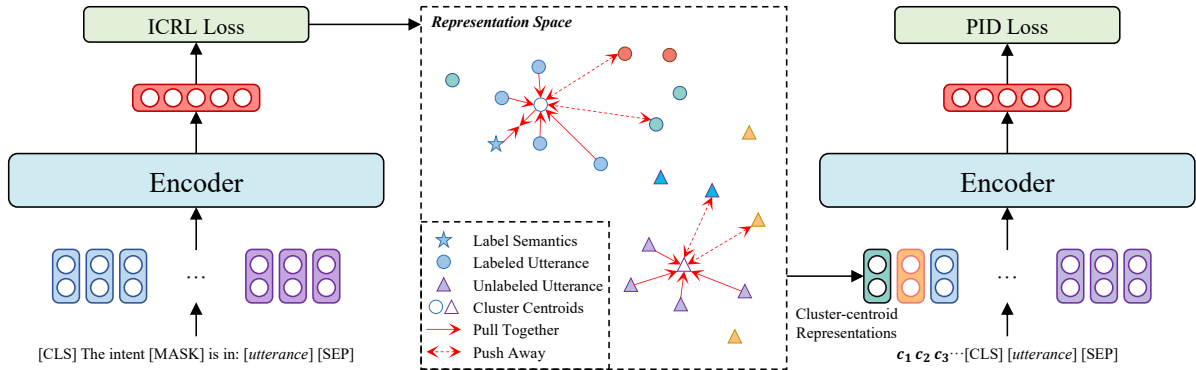 ICRL Loss
Encoder
...
[CLS] The intent [MASK] is in: [utterance] [SEP]
Representation Space
Label Semantics
Labeled Utterance
Unlabeled Utterance
Cluster Centroids
Pull Together
Push Away
PID Loss
Encoder
...
Cluster-centroid
Representations
c₁ c₂ c₃⋯[CLS] [utterance] [SEP]